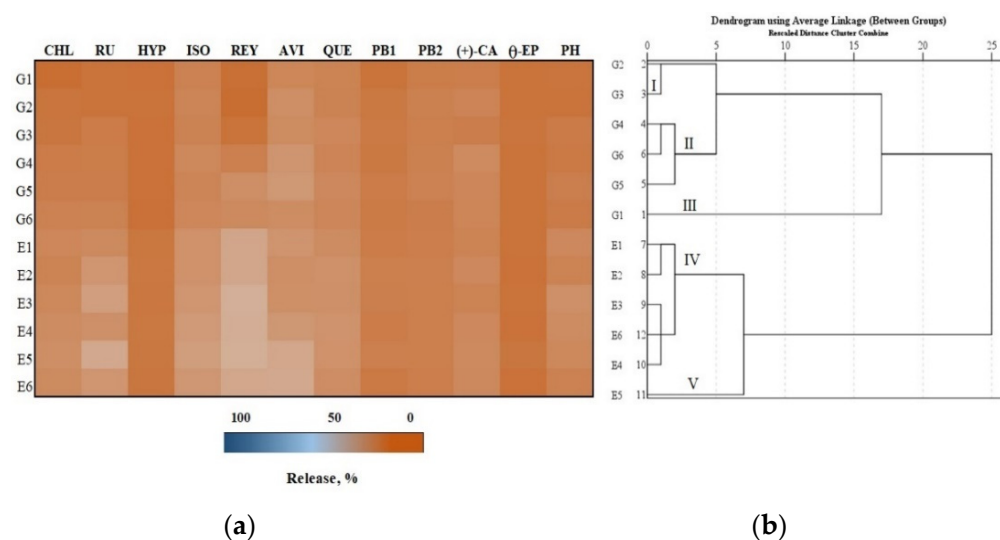 CHL RU HYP ISO REY AVI QUE PB1 PB2 (+)-CA (-)-EP PH
G1
G2
G3
G4
G5
G6
E1
E2
E3
E4
E5
E6
100 50 0
Release, %
(a)
Dendrogram using Average Linkage (Between Groups)
Rescaled Distance Cluster Combine
0 5 10 15 20 25
G2 2
I
G3 3
G4 4
II
G6 6
G5 5
III
G1 1
E1 7
IV
E2 8
E3 9
E6 12
E4 10
V
E5 11
(b)